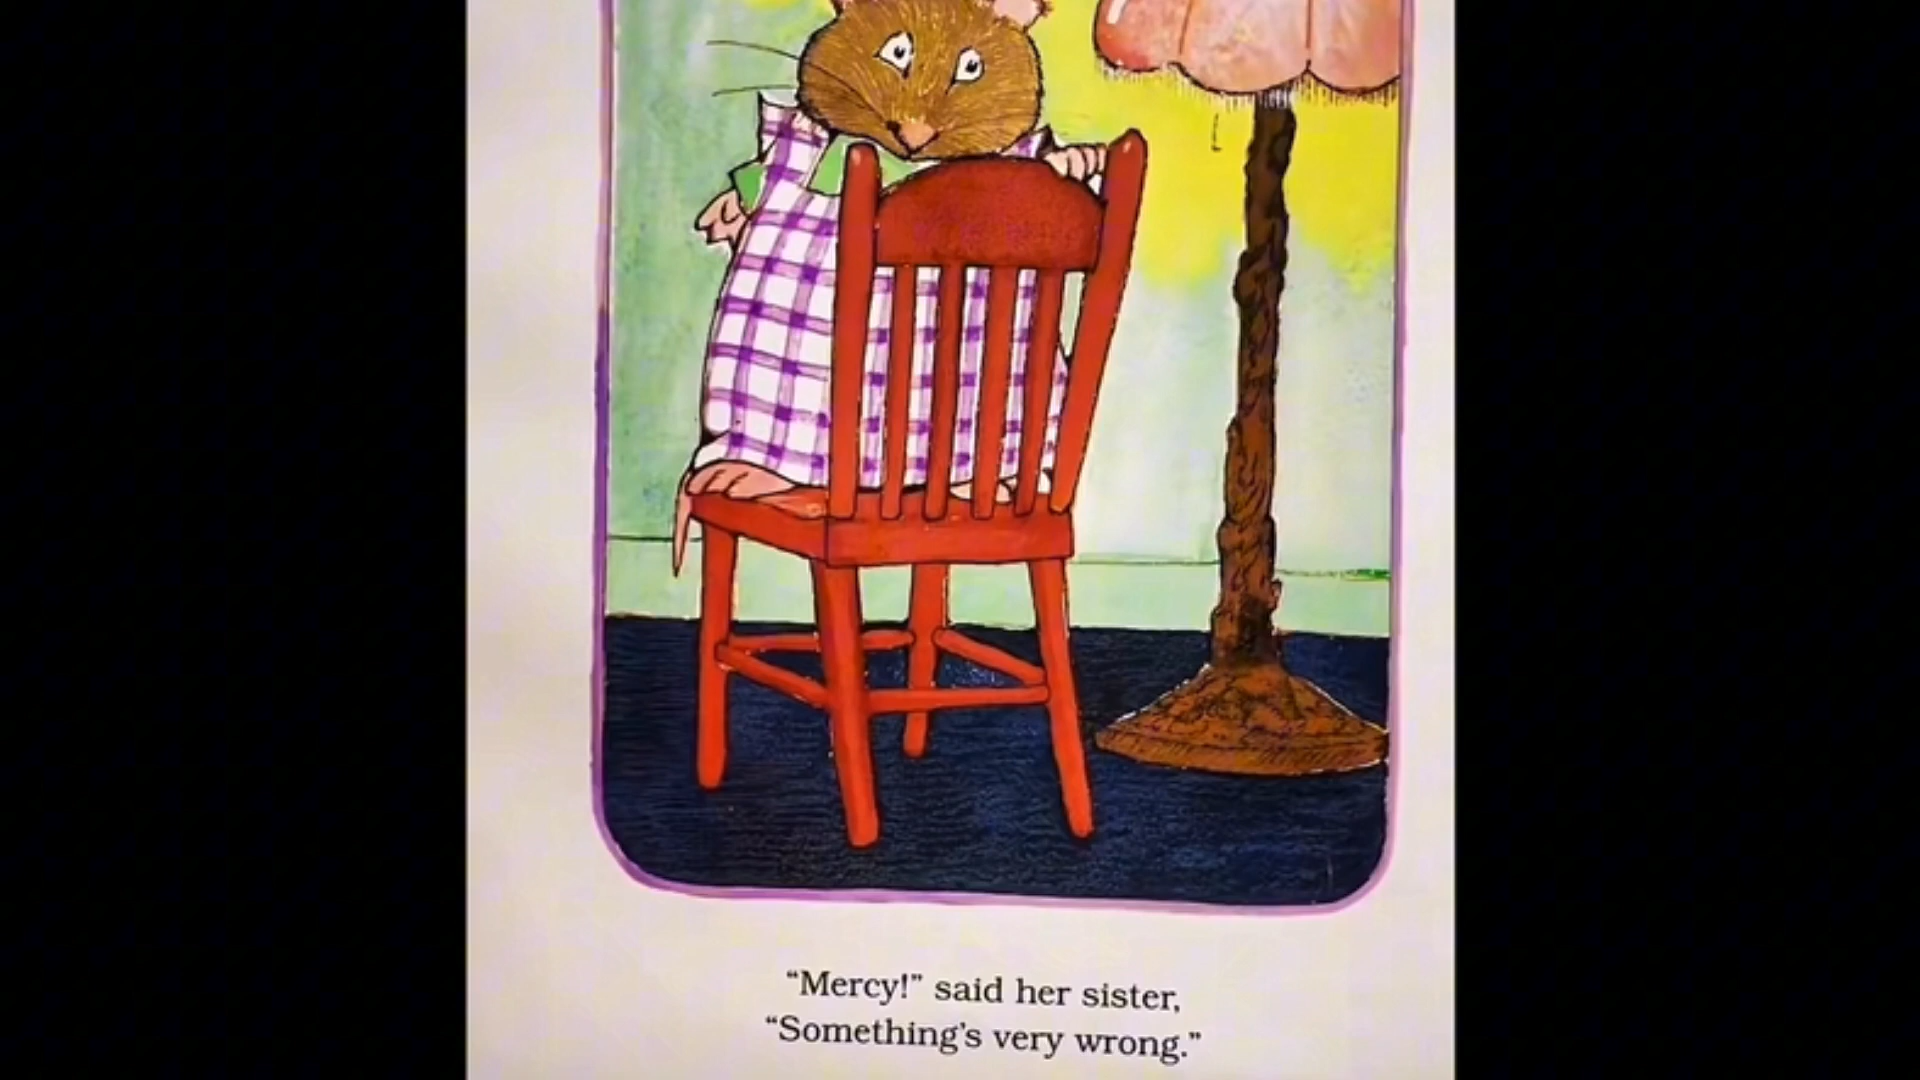 “Mercy!” said her sister,
“Something’s very wrong.”